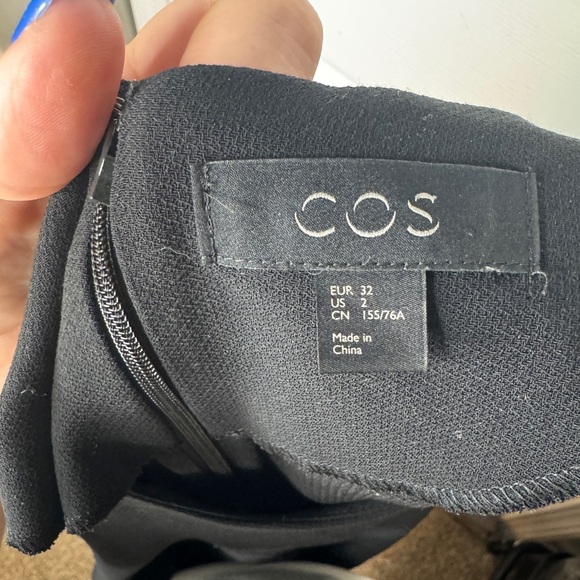 COS
EUR 32
US 2
CN 155/76A
Made in
China